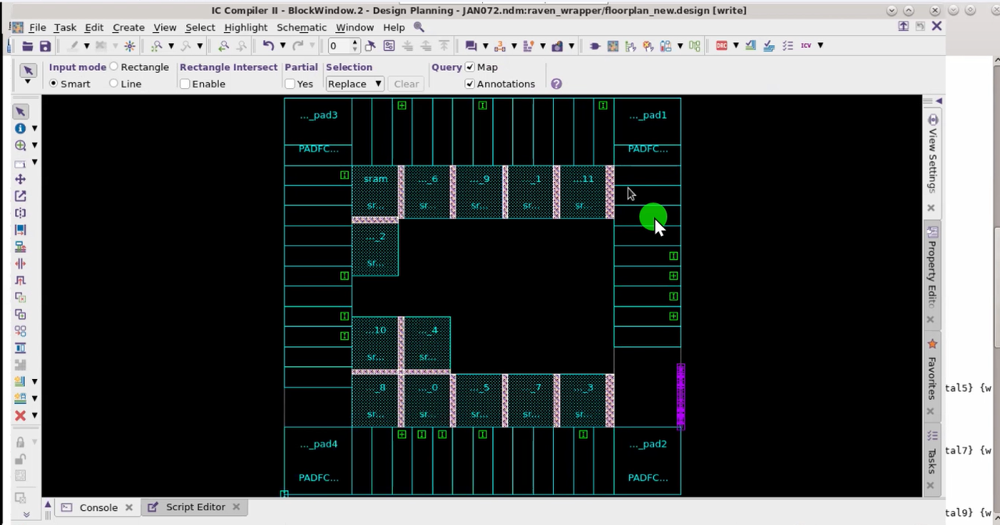 IC Compiler II - BlockWindow.2 - Design Planning - JAN072.ndm:raven_wrapper/floorplan_new.design [write]
File Task Edit Create View Select Highlight Schematic Window Help
0
DRC
ICV
Input mode Rectangle Rectangle Intersect Partial Selection Query Map
Smart Line Enable Yes Replace Clear Annotations
..._pad3 ..._pad1
PADFC... PADFC...
sram ..._6 ..._9 ..._1 ...11
sr... sr... sr... sr... sr...
..._2
sr...
...10 ..._4
sr... sr...
..._8 ..._0 ..._5 ..._7 ..._3
sr... sr... sr... sr... sr...
..._pad4 ..._pad2
PADFC... PADFC...
View Settings
Property Edito
Favorites
Tasks
tal5} {w
tal7} {w
tal9} {w
Console Script Editor